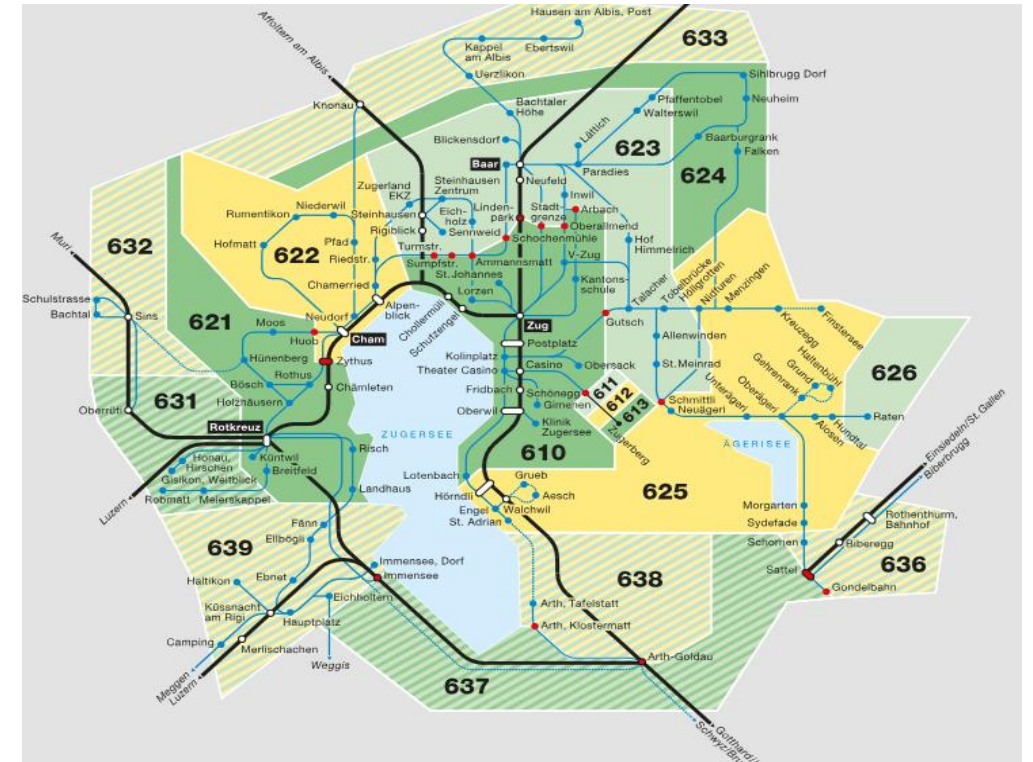 Hausen am Albis, Post
Affoltern am Albis
Kappel
am Albis
Ebertswil
633
Uerzlikon
Sihlbrugg Dorf
Knonau
Bachtaler
Höhe
Pfaffentobel
Walterswil
Neuheim
Blickensdorf
Lättich
623
Baarburgrank
Falken
Baar
Paradies
624
Zugerland
EKZ
Steinhausen
Zentrum
Neufeld
Inwil
632
Niederwil
Rumentikon
Steinhausen
Eich-
holz
Linden-
park
Stadt-
grenze
Arbach
Rigiblick
Sennweid
Oberallmend
Hofmatt
622
Pfad
Turmstr.
Schochenmühle
Hof
Himmelrich
Muri
Riedstr.
Sumpfstr.
Ammannsmatt
V-Zug
St. Johannes
Kantons-
schule
Chamerried
Lorzen
Talacher
Tobelbrücke
Höllgrotten
Nidfuren
Menzingen
Schulstrasse
Bachtal
Sins
621
Alpen-
blick
Chollermüli
Schutzengel
Neudorf
Moos
Huob
Cham
Zug
Gutsch
Kreuzegg
Finstersee
Postplatz
Allenwinden
Hünenberg
Zythus
Kolinplatz
Rothus
Theater Casino
Casino
Obersack
St. Meinrad
Gehrenrank
Grund
Haltenbühl
626
Bösch
Chämleten
Fridbach
Schönegg
611
612
613
Unterägeri
Oberägeri
Oberrüti
631
Holzhäusern
Girnenen
Schmittli
Neuägeri
Raten
Oberwil
Klinik
Zugersee
Zugerberg
Alosen
Hundtal
Rotkreuz
ZUGERSEE
ÄGERISEE
Risch
610
Honau,
Hirschen
Küntwil
Breitfeld
Gisikon, Weitblick
Lotenbach
Grueb
625
Einsiedeln/St. Gallen
Biberbrugg
Robmatt
Meierskappel
Landhaus
Hörndli
Aesch
Luzern
Engel
Walchwil
Morgarten
St. Adrian
Rothenthurm,
Bahnhof
Fänn
Sydefade
Ellbögli
Schornen
Biberegg
639
Immensee, Dorf
638
Sattel
636
Haltikon
Ebnet
Immensee
Gondelbahn
Eichholtern
Küssnacht
am Rigi
Hauptplatz
Arth, Tafelstatt
Arth, Klostermatt
Camping
Merlischachen
Weggis
Arth-Goldau
Meggen
Luzern
637